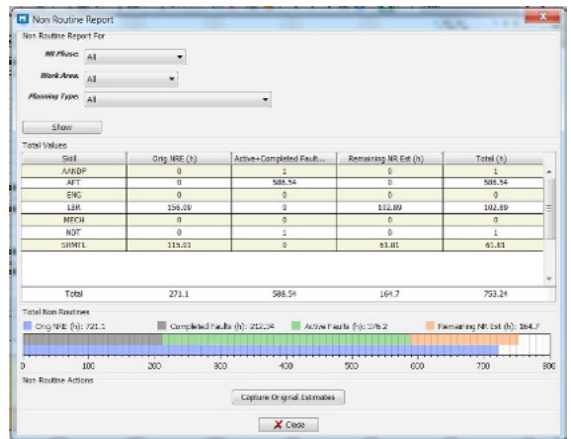 Non Routine Report
Non Routine Report For
NR Phase: All
Work Area: All
Planning Type: All
Show
Total Values
Skill Orig NRE (h) Active+Completed Fault... Remaining NR Est (h) Total (h)
AANDP 0 1 0 1
AFT 0 586.54 0 586.54
ENG 0 0 0 0
LBR 156.09 0 102.89 102.89
MECH 0 0 0 0
NDT 0 1 0 1
SHMTL 115.01 0 61.81 61.81
Total 271.1 588.54 164.7 753.24
Total Non Routines
Orig NRE (h): 721.1 Completed Faults (h): 212.34 Active Faults (h): 376.2 Remaining NR Est (h): 164.7
0 100 200 300 400 500 600 700 800
Non Routine Actions
Capture Original Estimates
Close